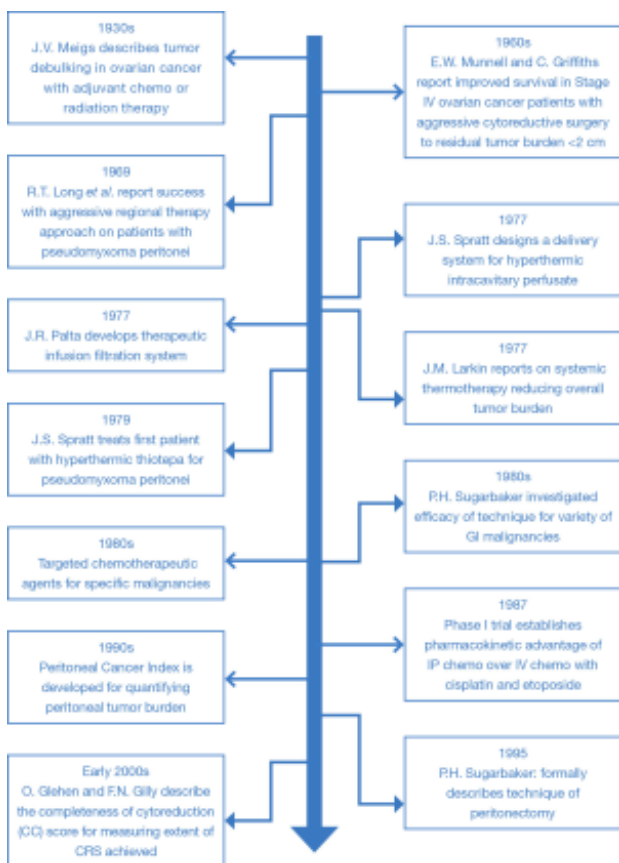 1930s
J.V. Meigs describes tumor
debulking in ovarian cancer
with adjuvant chemo or
radiation therapy
1960s
E.W. Munnell and C. Griffiths
report improved survival in Stage
IV ovarian cancer patients with
aggressive cytoreductive surgery
to residual tumor burden <2 cm
1969
R.T. Long et al. report success
with aggressive regional therapy
approach on patients with
pseudomyxoma peritonei
1977
J.S. Spratt designs a delivery
system for hyperthermic
intracavitary perfusate
1977
J.R. Palta develops therapeutic
infusion filtration system
1977
J.M. Larkin reports on systemic
thermotherapy reducing overall
tumor burden
1979
J.S. Spratt treats first patient
with hyperthermic thiotepa for
pseudomyxoma peritonei
1980s
P.H. Sugarbaker investigated
efficacy of technique for variety of
GI malignancies
1980s
Targeted chemotherapeutic
agents for specific malignancies
1987
Phase I trial establishes
pharmacokinetic advantage of
IP chemo over IV chemo with
cisplatin and etoposide
1990s
Peritoneal Cancer Index is
developed for quantifying
peritoneal tumor burden
1995
P.H. Sugarbaker: formally
describes technique of
peritonectomy
Early 2000s
O. Glehen and F.N. Gilly describe
the completeness of cytoreduction
(CC) score for measuring extent of
CRS achieved